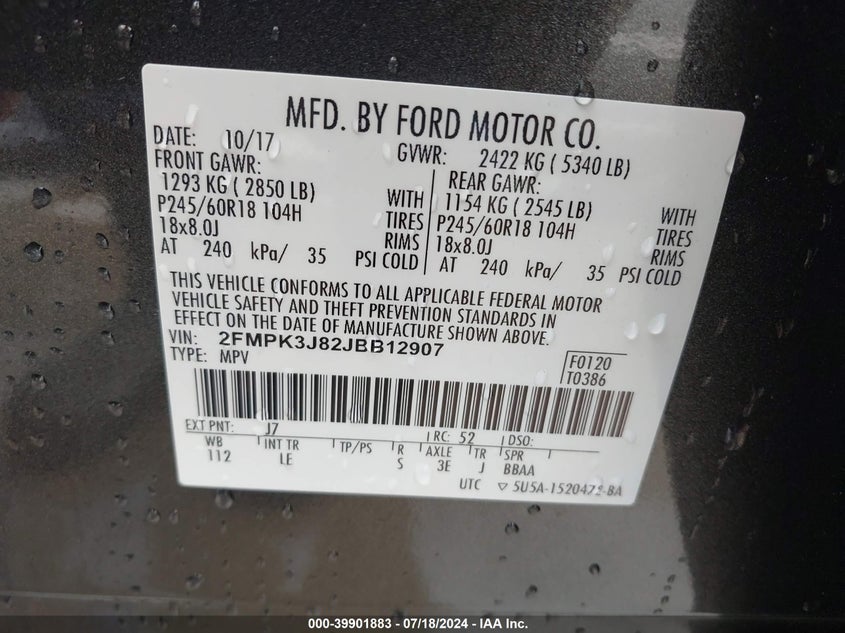 MFD. BY FORD MOTOR CO.
DATE: 10/17 GVWR: 2422 KG ( 5340 LB)
FRONT GAWR: REAR GAWR:
1293 KG ( 2850 LB) WITH 1154 KG ( 2545 LB) WITH
P245/60R18 104H TIRES P245/60R18 104H TIRES
18x8.0J RIMS 18x8.0J RIMS
AT 240 kPa/ 35 PSI COLD AT 240 kPa/ 35 PSI COLD
THIS VEHICLE CONFORMS TO ALL APPLICABLE FEDERAL MOTOR
VEHICLE SAFETY AND THEFT PREVENTION STANDARDS IN
EFFECT ON THE DATE OF MANUFACTURE SHOWN ABOVE.
VIN: 2FMPK3J82JBB12907
TYPE: MPV
F0120
T0386
EXT PNT: J7 RC: 52 DSO:
WB INT TR TP/PS R AXLE TR SPR
112 LE S 3E J BBAA
UTC ▽ 5U5A-1520472-BA
000-39901883 - 07/18/2024 - IAA Inc.